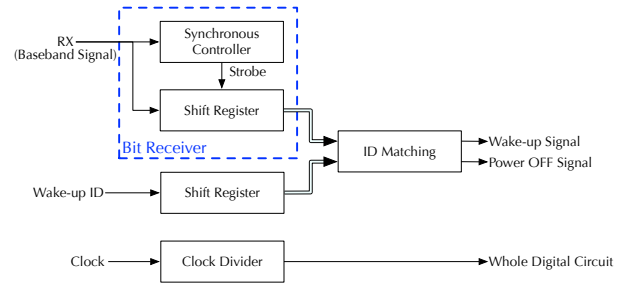 Synchronous
Controller
RX
(Baseband Signal)
Strobe
Shift Register
Bit Receiver
ID Matching
Wake-up Signal
Power OFF Signal
Wake-up ID
Shift Register
Clock
Clock Divider
Whole Digital Circuit